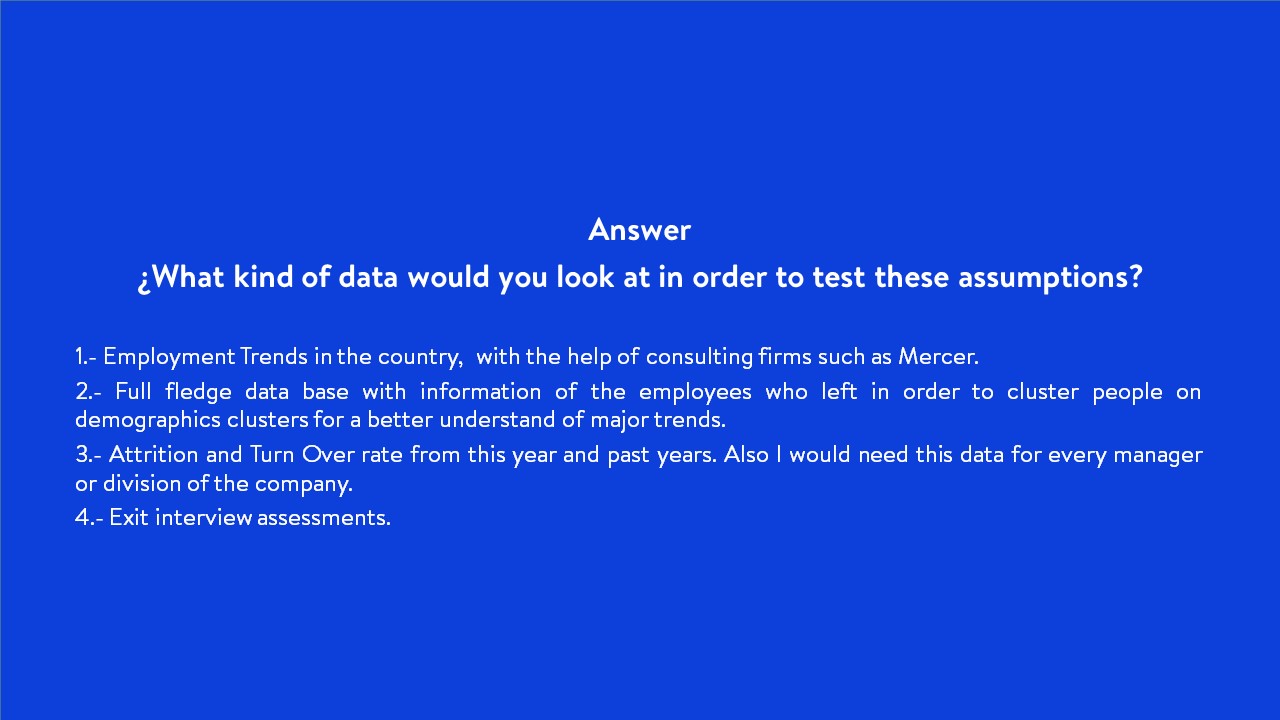 Answer
¿What kind of data would you look at in order to test these assumptions?
1.- Employment Trends in the country, with the help of consulting firms such as Mercer.
2.- Full fledge data base with information of the employees who left in order to cluster people on
demographics clusters for a better understand of major trends.
3.- Attrition and Turn Over rate from this year and past years. Also I would need this data for every manager
or division of the company.
4.- Exit interview assessments.